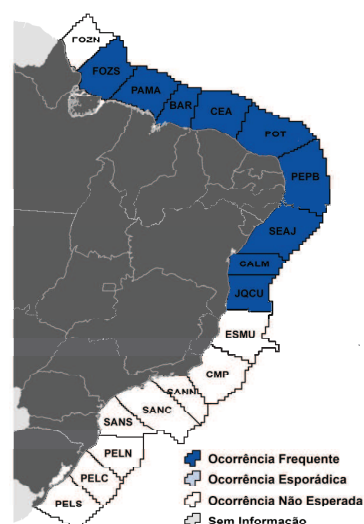 FOZN
FOZS
PAMA
BAR
CEA
POT
PEPB
SEAJ
CALM
JQCU
ESMU
CMP
SANN
SANC
SANS
PELN
PELC
PELS
Ocorrência Frequente
Ocorrência Esporádica
Ocorrência Não Esperada
Sem Informação